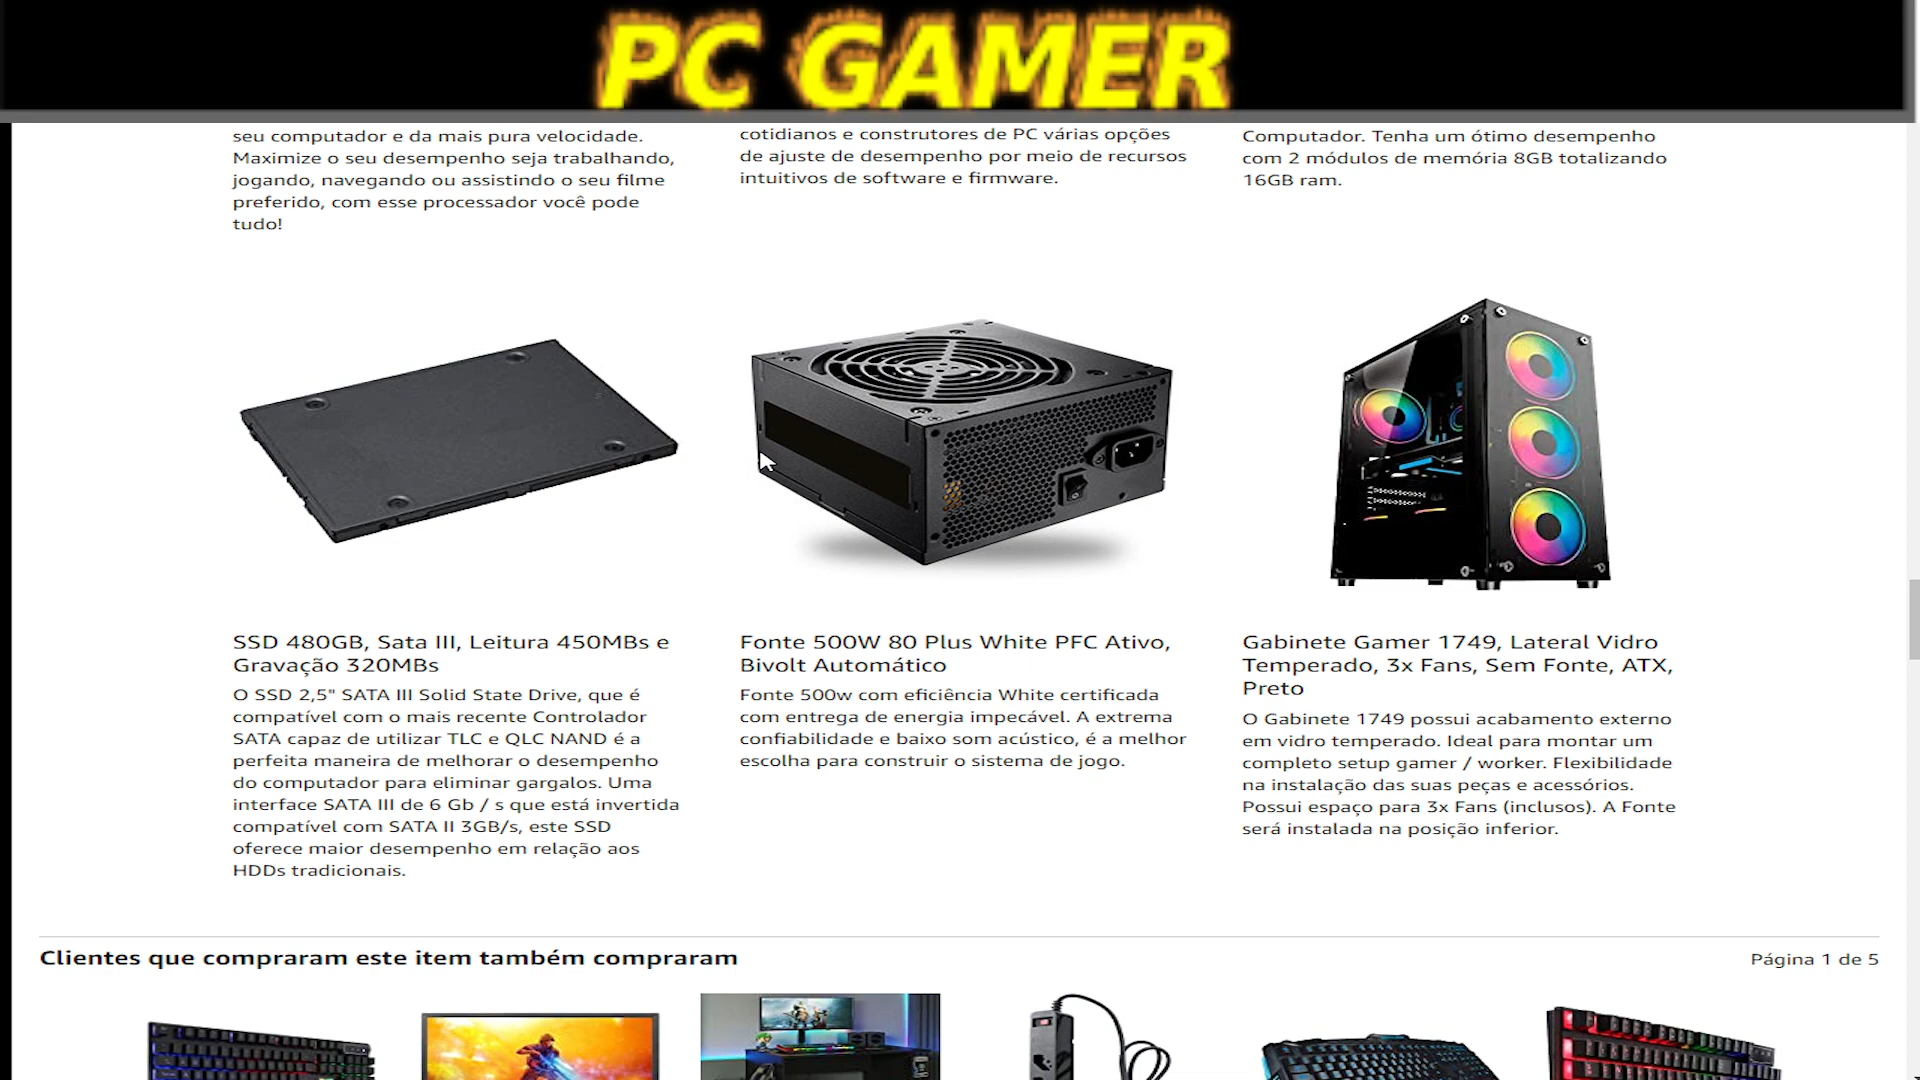 PC GAMER
seu computador e da mais pura velocidade.
Maximize o seu desempenho seja trabalhando,
jogando, navegando ou assistindo o seu filme
preferido, com esse processador você pode
tudo!
cotidianos e construtores de PC várias opções
de ajuste de desempenho por meio de recursos
intuitivos de software e firmware.
Computador. Tenha um ótimo desempenho
com 2 módulos de memória 8GB totalizando
16GB ram.
SSD 480GB, Sata III, Leitura 450MBs e
Gravação 320MBs
O SSD 2,5" SATA III Solid State Drive, que é
compatível com o mais recente Controlador
SATA capaz de utilizar TLC e QLC NAND é a
perfeita maneira de melhorar o desempenho
do computador para eliminar gargalos. Uma
interface SATA III de 6 Gb / s que está invertida
compatível com SATA II 3GB/s, este SSD
oferece maior desempenho em relação aos
HDDs tradicionais.
Fonte 500W 80 Plus White PFC Ativo,
Bivolt Automático
Fonte 500w com eficiência White certificada
com entrega de energia impecável. A extrema
confiabilidade e baixo som acústico, é a melhor
escolha para construir o sistema de jogo.
Gabinete Gamer 1749, Lateral Vidro
Temperado, 3x Fans, Sem Fonte, ATX,
Preto
O Gabinete 1749 possui acabamento externo
em vidro temperado. Ideal para montar um
completo setup gamer / worker. Flexibilidade
na instalação das suas peças e acessórios.
Possui espaço para 3x Fans (inclusos). A Fonte
será instalada na posição inferior.
Clientes que compraram este item também compraram
Página 1 de 5